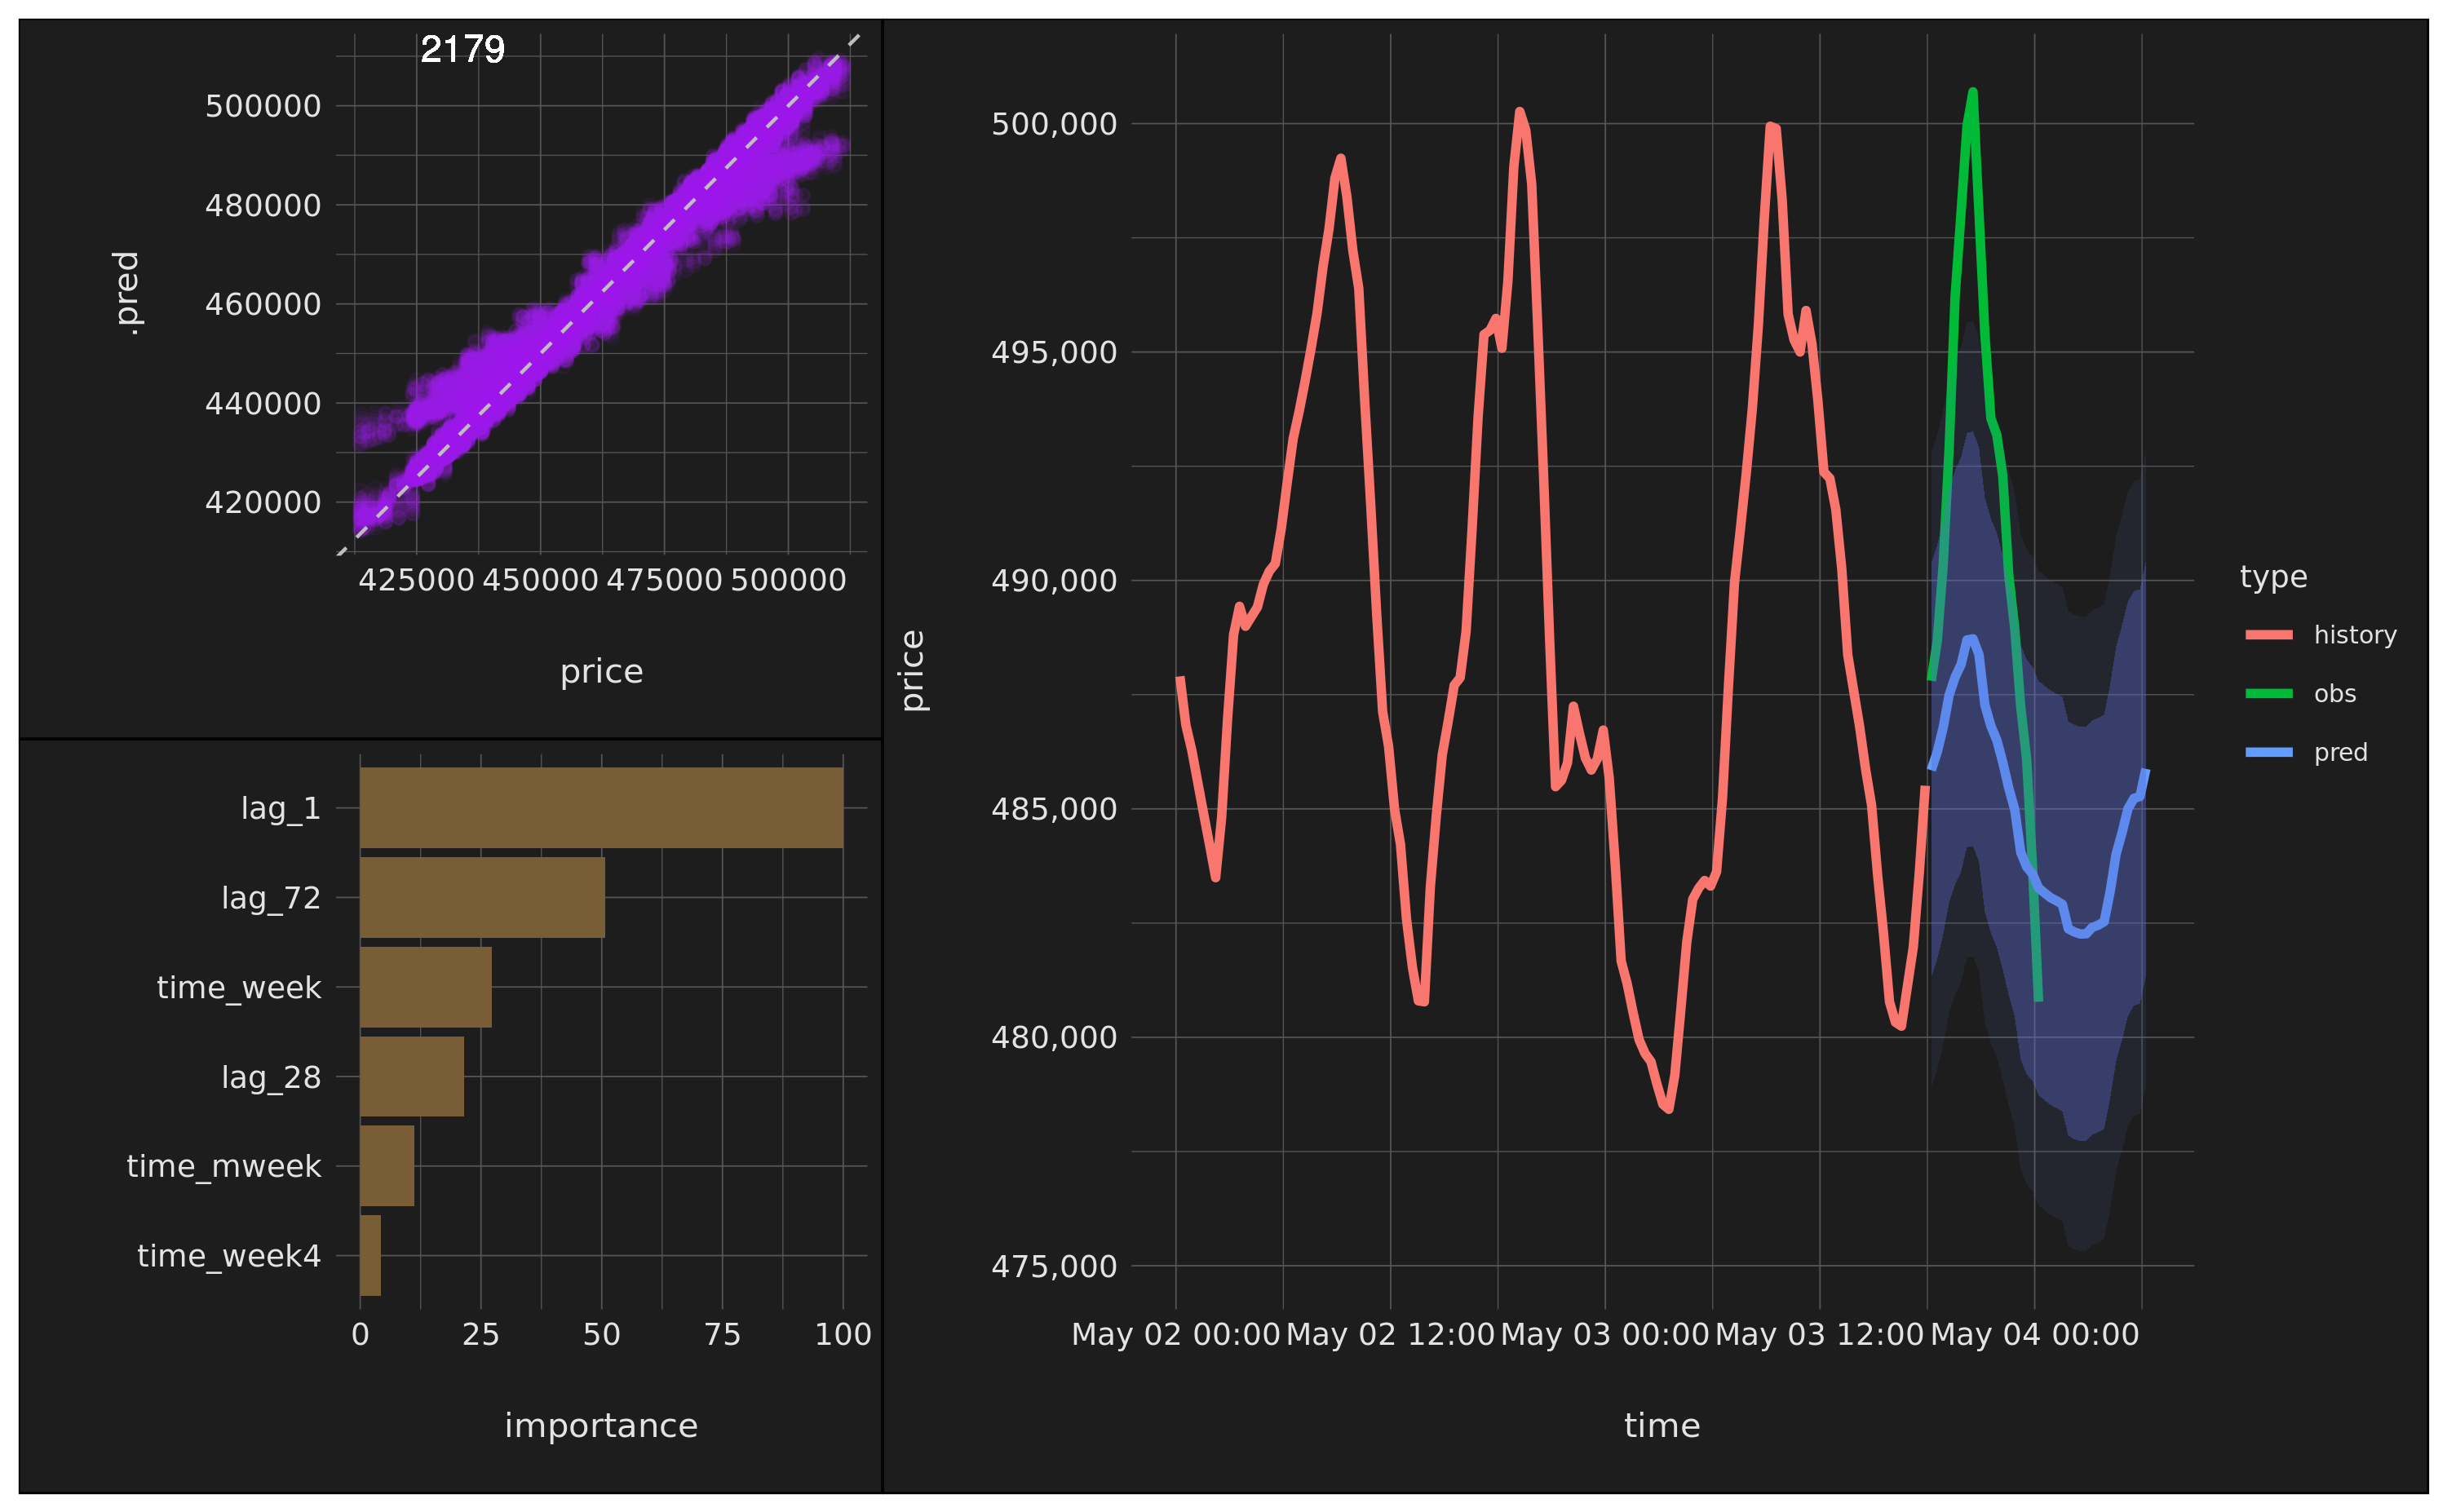 2179
500000
480000
460000
440000
420000
.pred
425000 450000 475000 500000
price
lag_1
lag_72
time_week
lag_28
time_mweek
time_week4
0 25 50 75 100
importance
500,000
495,000
490,000
485,000
480,000
475,000
price
May 02 00:00 May 02 12:00 May 03 00:00 May 03 12:00 May 04 00:00
time
type
history
obs
pred